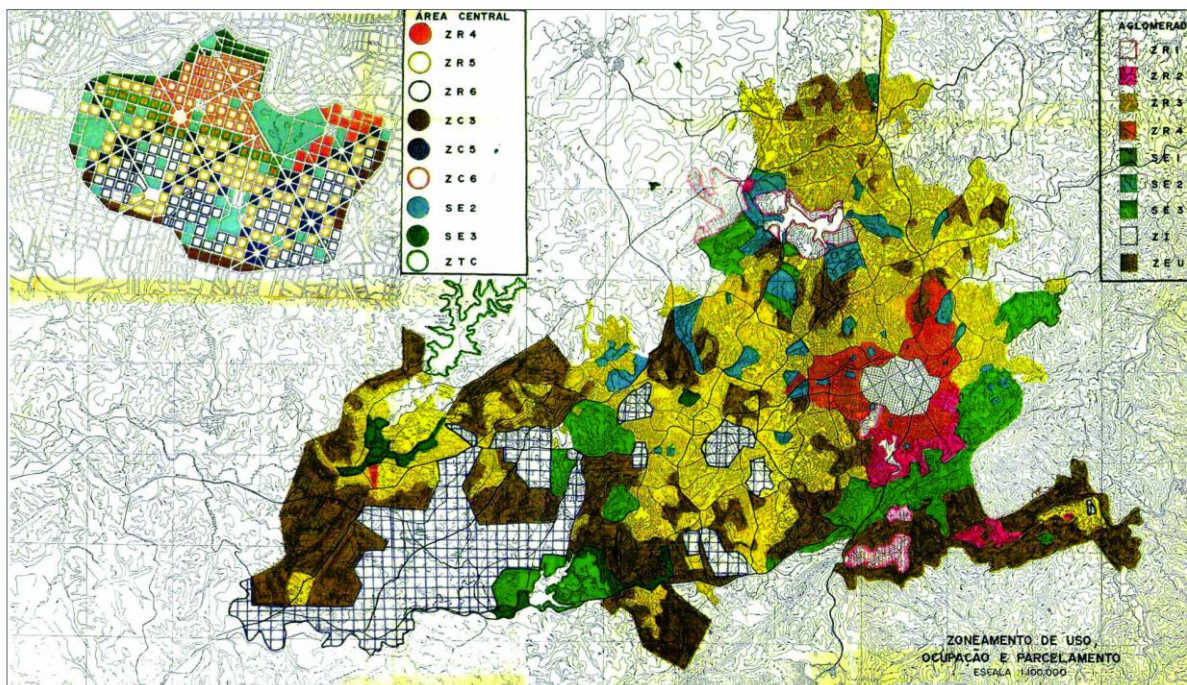 ÁREA CENTRAL
ZR4
ZR5
ZR6
ZC3
ZC5
ZC6
SE2
SE3
ZTC
AGLOMERADO
ZR1
ZR2
ZR3
ZR4
SE1
SE2
SE3
ZI
ZEU
ZONEAMENTO DE USO,
OCUPAÇÃO E PARCELAMENTO
ESCALA 1:100.000